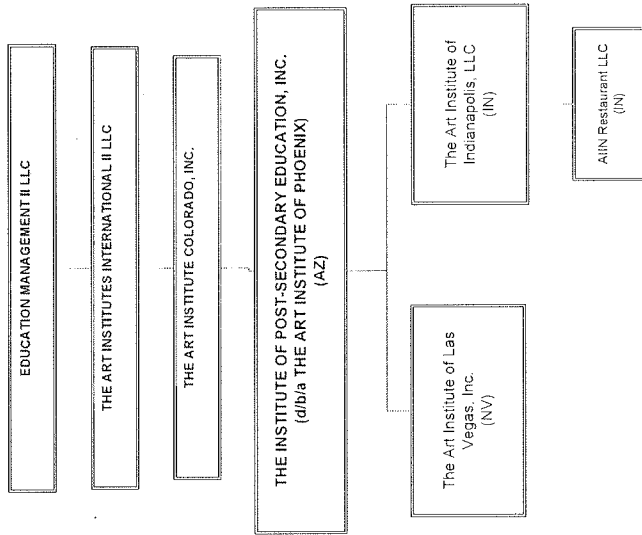 EDUCATION MANAGEMENT II LLC
THE ART INSTITUTES INTERNATIONAL II LLC
THE ART INSTITUTE COLORADO, INC.
THE INSTITUTE OF POST-SECONDARY EDUCATION, INC.
(d/b/a THE ART INSTITUTE OF PHOENIX)
(AZ)
The Art Institute of Las
Vegas, Inc.
(NV)
The Art Institute of
Indianapolis, LLC
(IN)
AIIN Restaurant LLC
(IN)